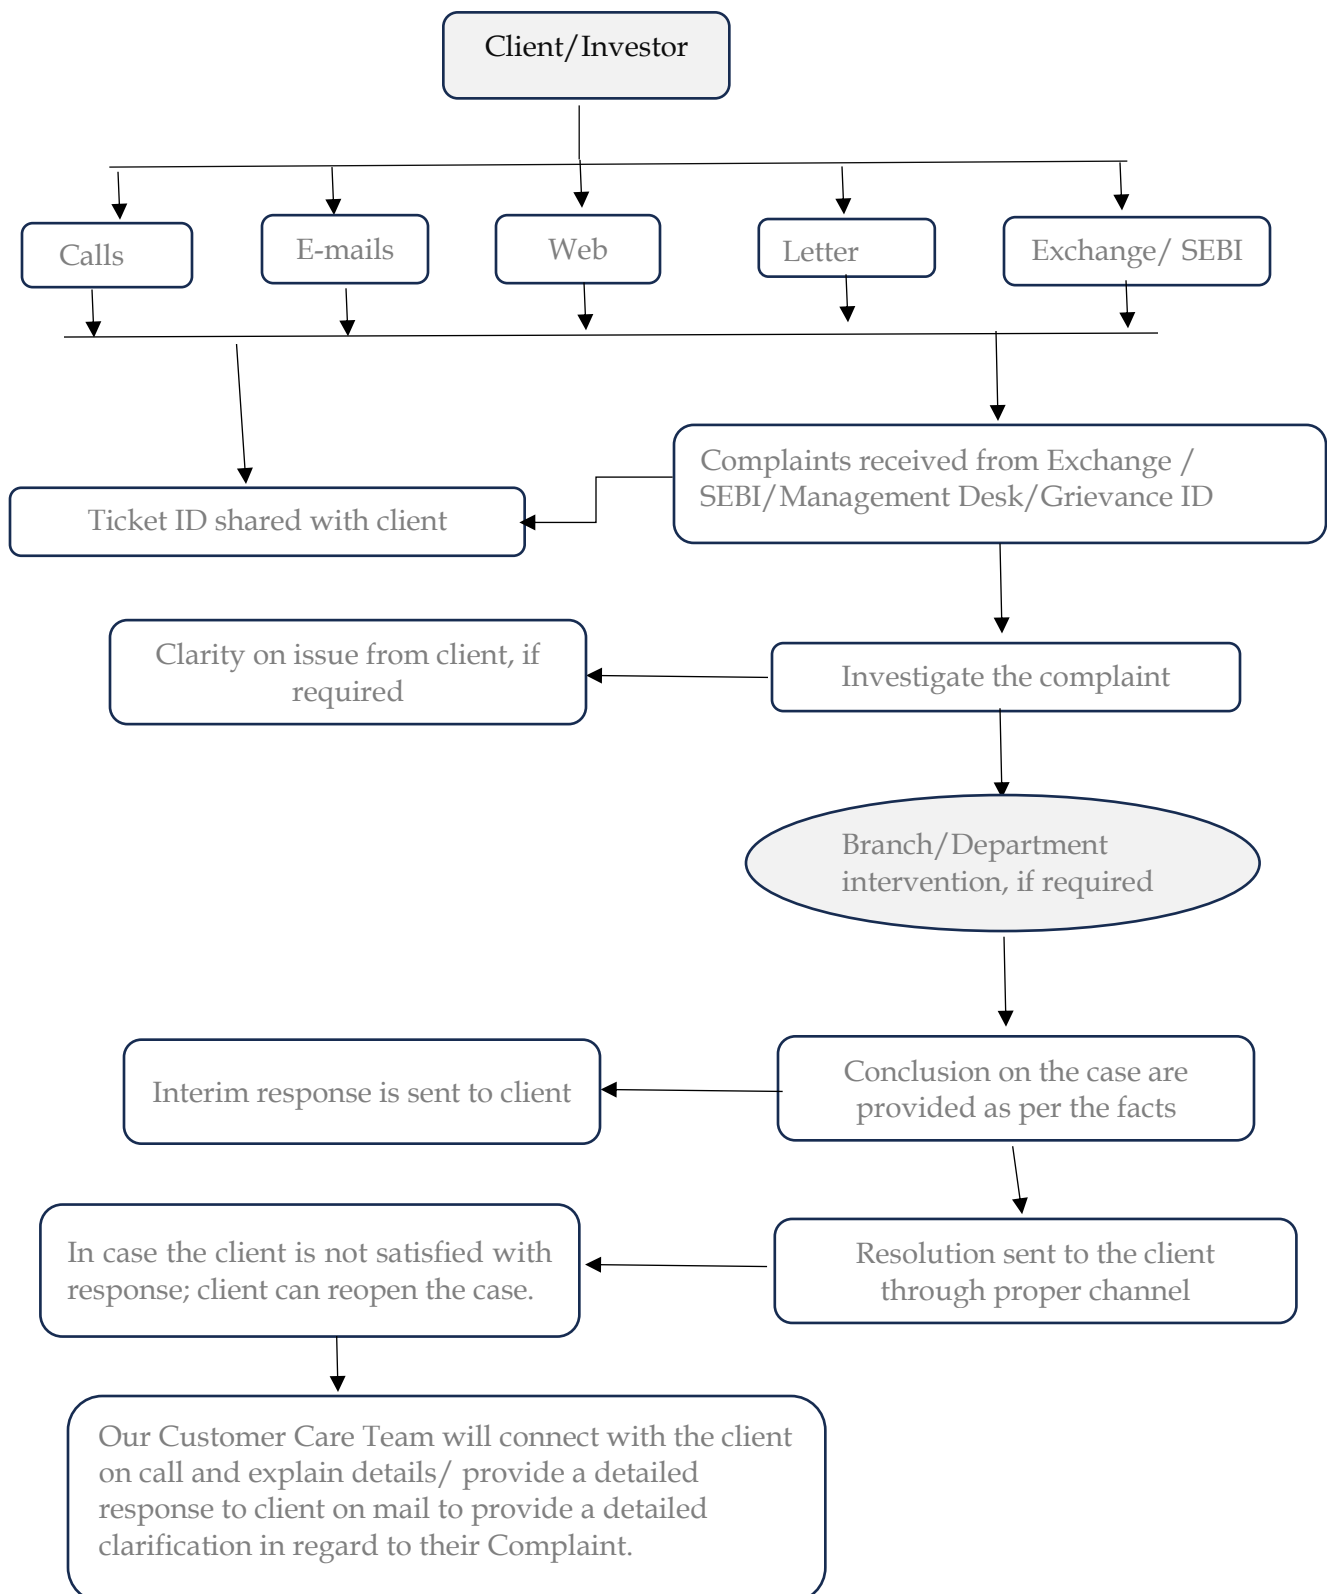 Client/Investor
Calls
E-mails
Web
Letter
Exchange/ SEBI
Complaints received from Exchange /
SEBI/Management Desk/Grievance ID
Ticket ID shared with client
Clarity on issue from client, if
required
Investigate the complaint
Branch/Department
intervention, if required
Interim response is sent to client
Conclusion on the case are
provided as per the facts
In case the client is not satisfied with
response; client can reopen the case.
Resolution sent to the client
through proper channel
Our Customer Care Team will connect with the client
on call and explain details/ provide a detailed
response to client on mail to provide a detailed
clarification in regard to their Complaint.